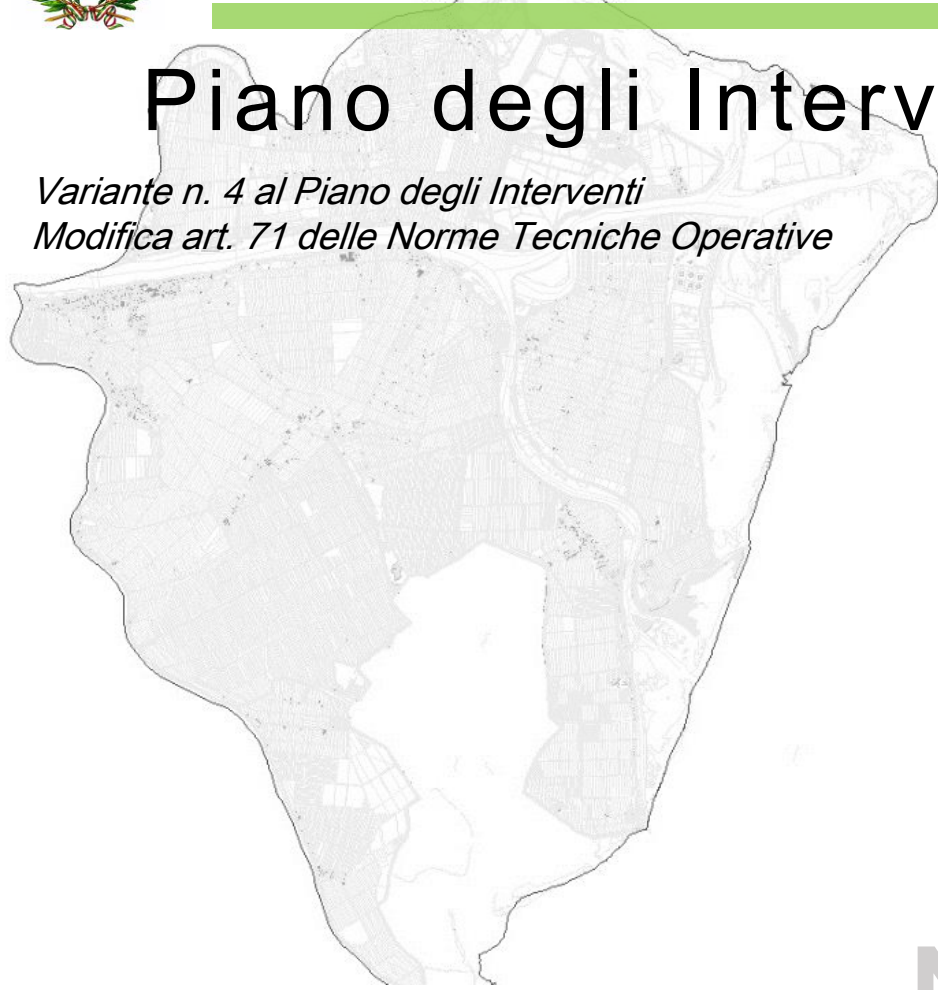 Piano degli Interv
Variante n. 4 al Piano degli Interventi
Modifica art. 71 delle Norme Tecniche Operative